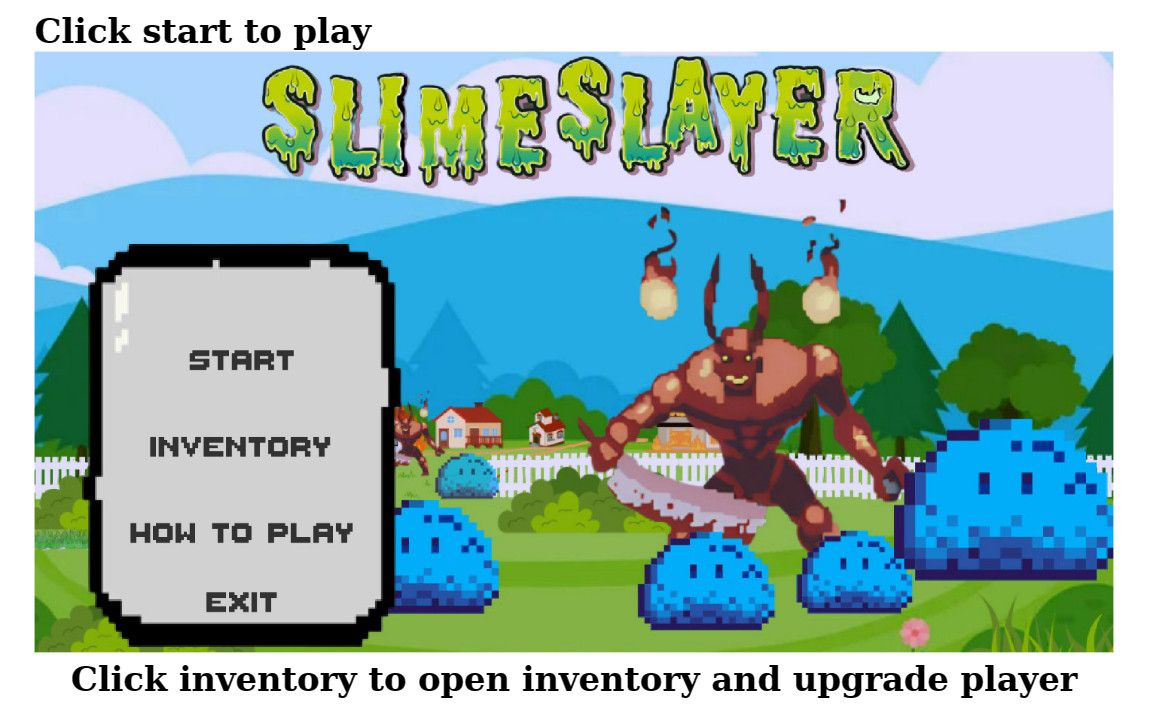 Click start to play
SLIMESLAYER
START
INVENTORY
HOW TO PLAY
EXIT
Click inventory to open inventory and upgrade player